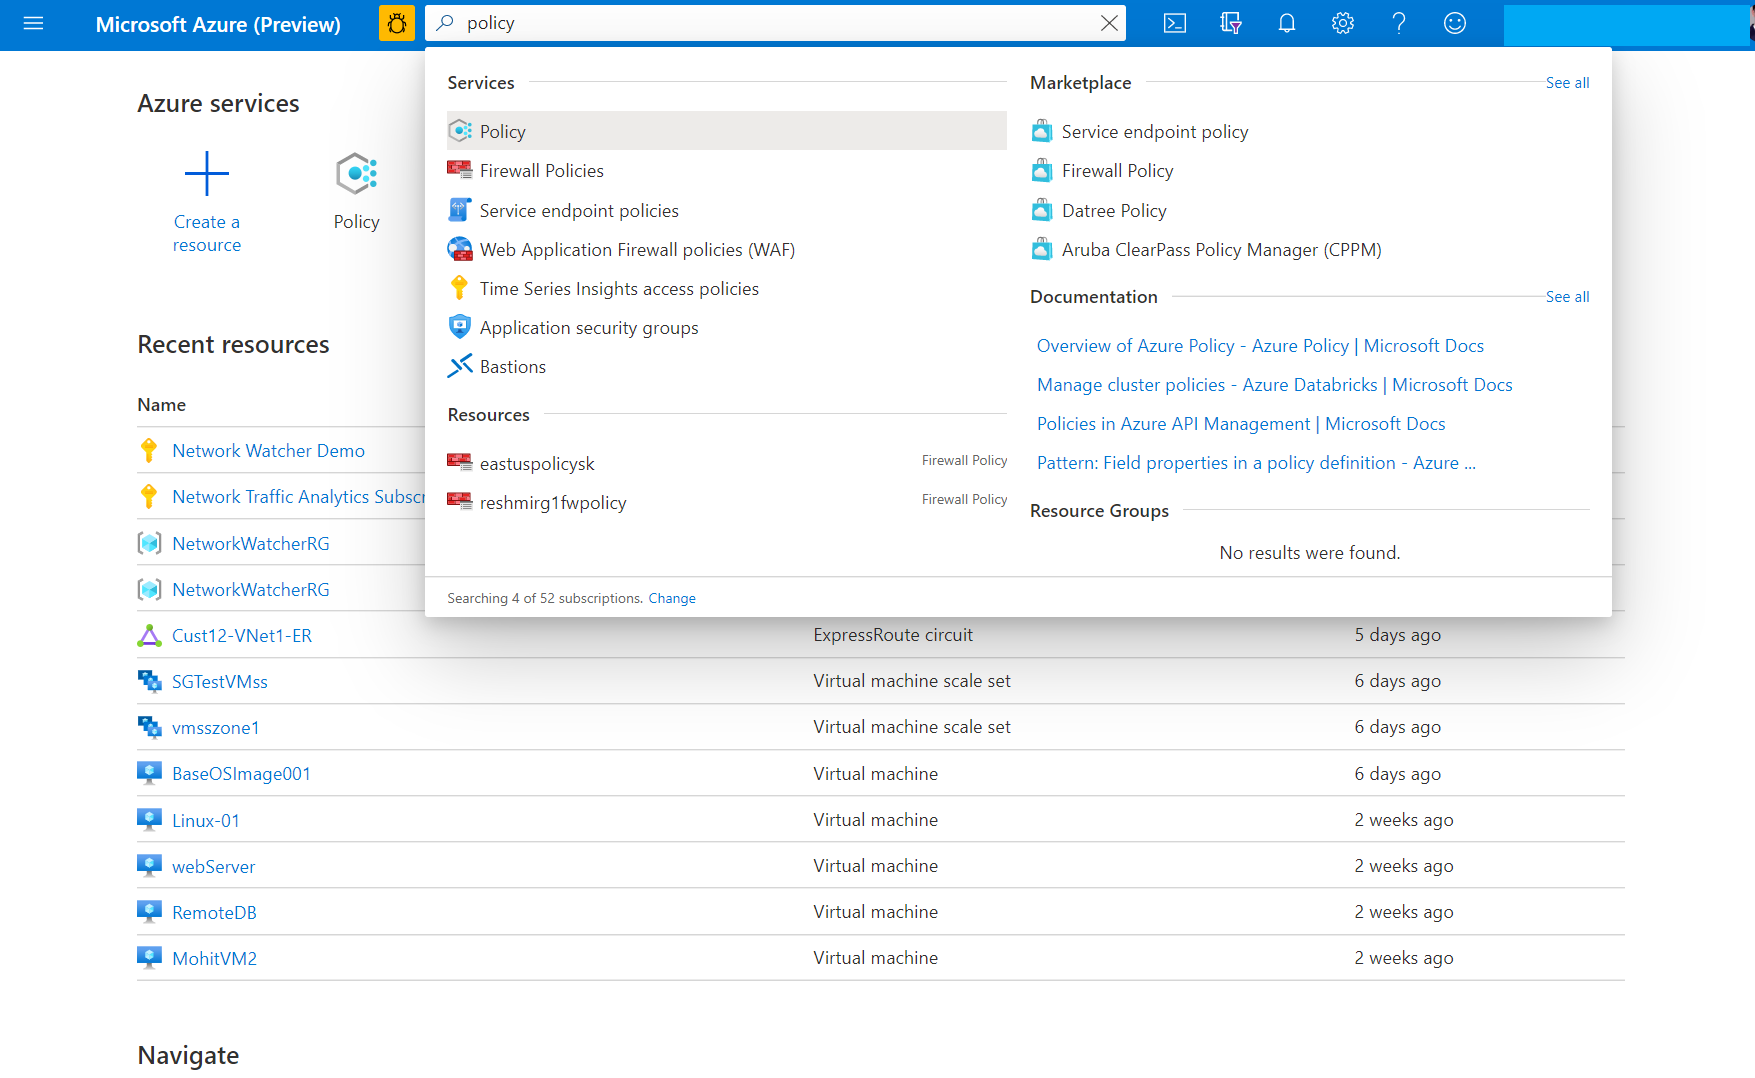 Microsoft Azure (Preview)
policy
Azure services
Create a
resource
Policy
Services
Policy
Firewall Policies
Service endpoint policies
Web Application Firewall policies (WAF)
Time Series Insights access policies
Application security groups
Bastions
Resources
eastuspolicysk Firewall Policy
reshmirg1fwpolicy Firewall Policy
Marketplace See all
Service endpoint policy
Firewall Policy
Datree Policy
Aruba ClearPass Policy Manager (CPPM)
Documentation See all
Overview of Azure Policy - Azure Policy | Microsoft Docs
Manage cluster policies - Azure Databricks | Microsoft Docs
Policies in Azure API Management | Microsoft Docs
Pattern: Field properties in a policy definition - Azure ...
Resource Groups
No results were found.
Searching 4 of 52 subscriptions. Change
Recent resources
Name
Network Watcher Demo
Network Traffic Analytics Subscr
NetworkWatcherRG
NetworkWatcherRG
Cust12-VNet1-ER ExpressRoute circuit 5 days ago
SGTestVMss Virtual machine scale set 6 days ago
vmsszone1 Virtual machine scale set 6 days ago
BaseOSImage001 Virtual machine 6 days ago
Linux-01 Virtual machine 2 weeks ago
webServer Virtual machine 2 weeks ago
RemoteDB Virtual machine 2 weeks ago
MohitVM2 Virtual machine 2 weeks ago
Navigate